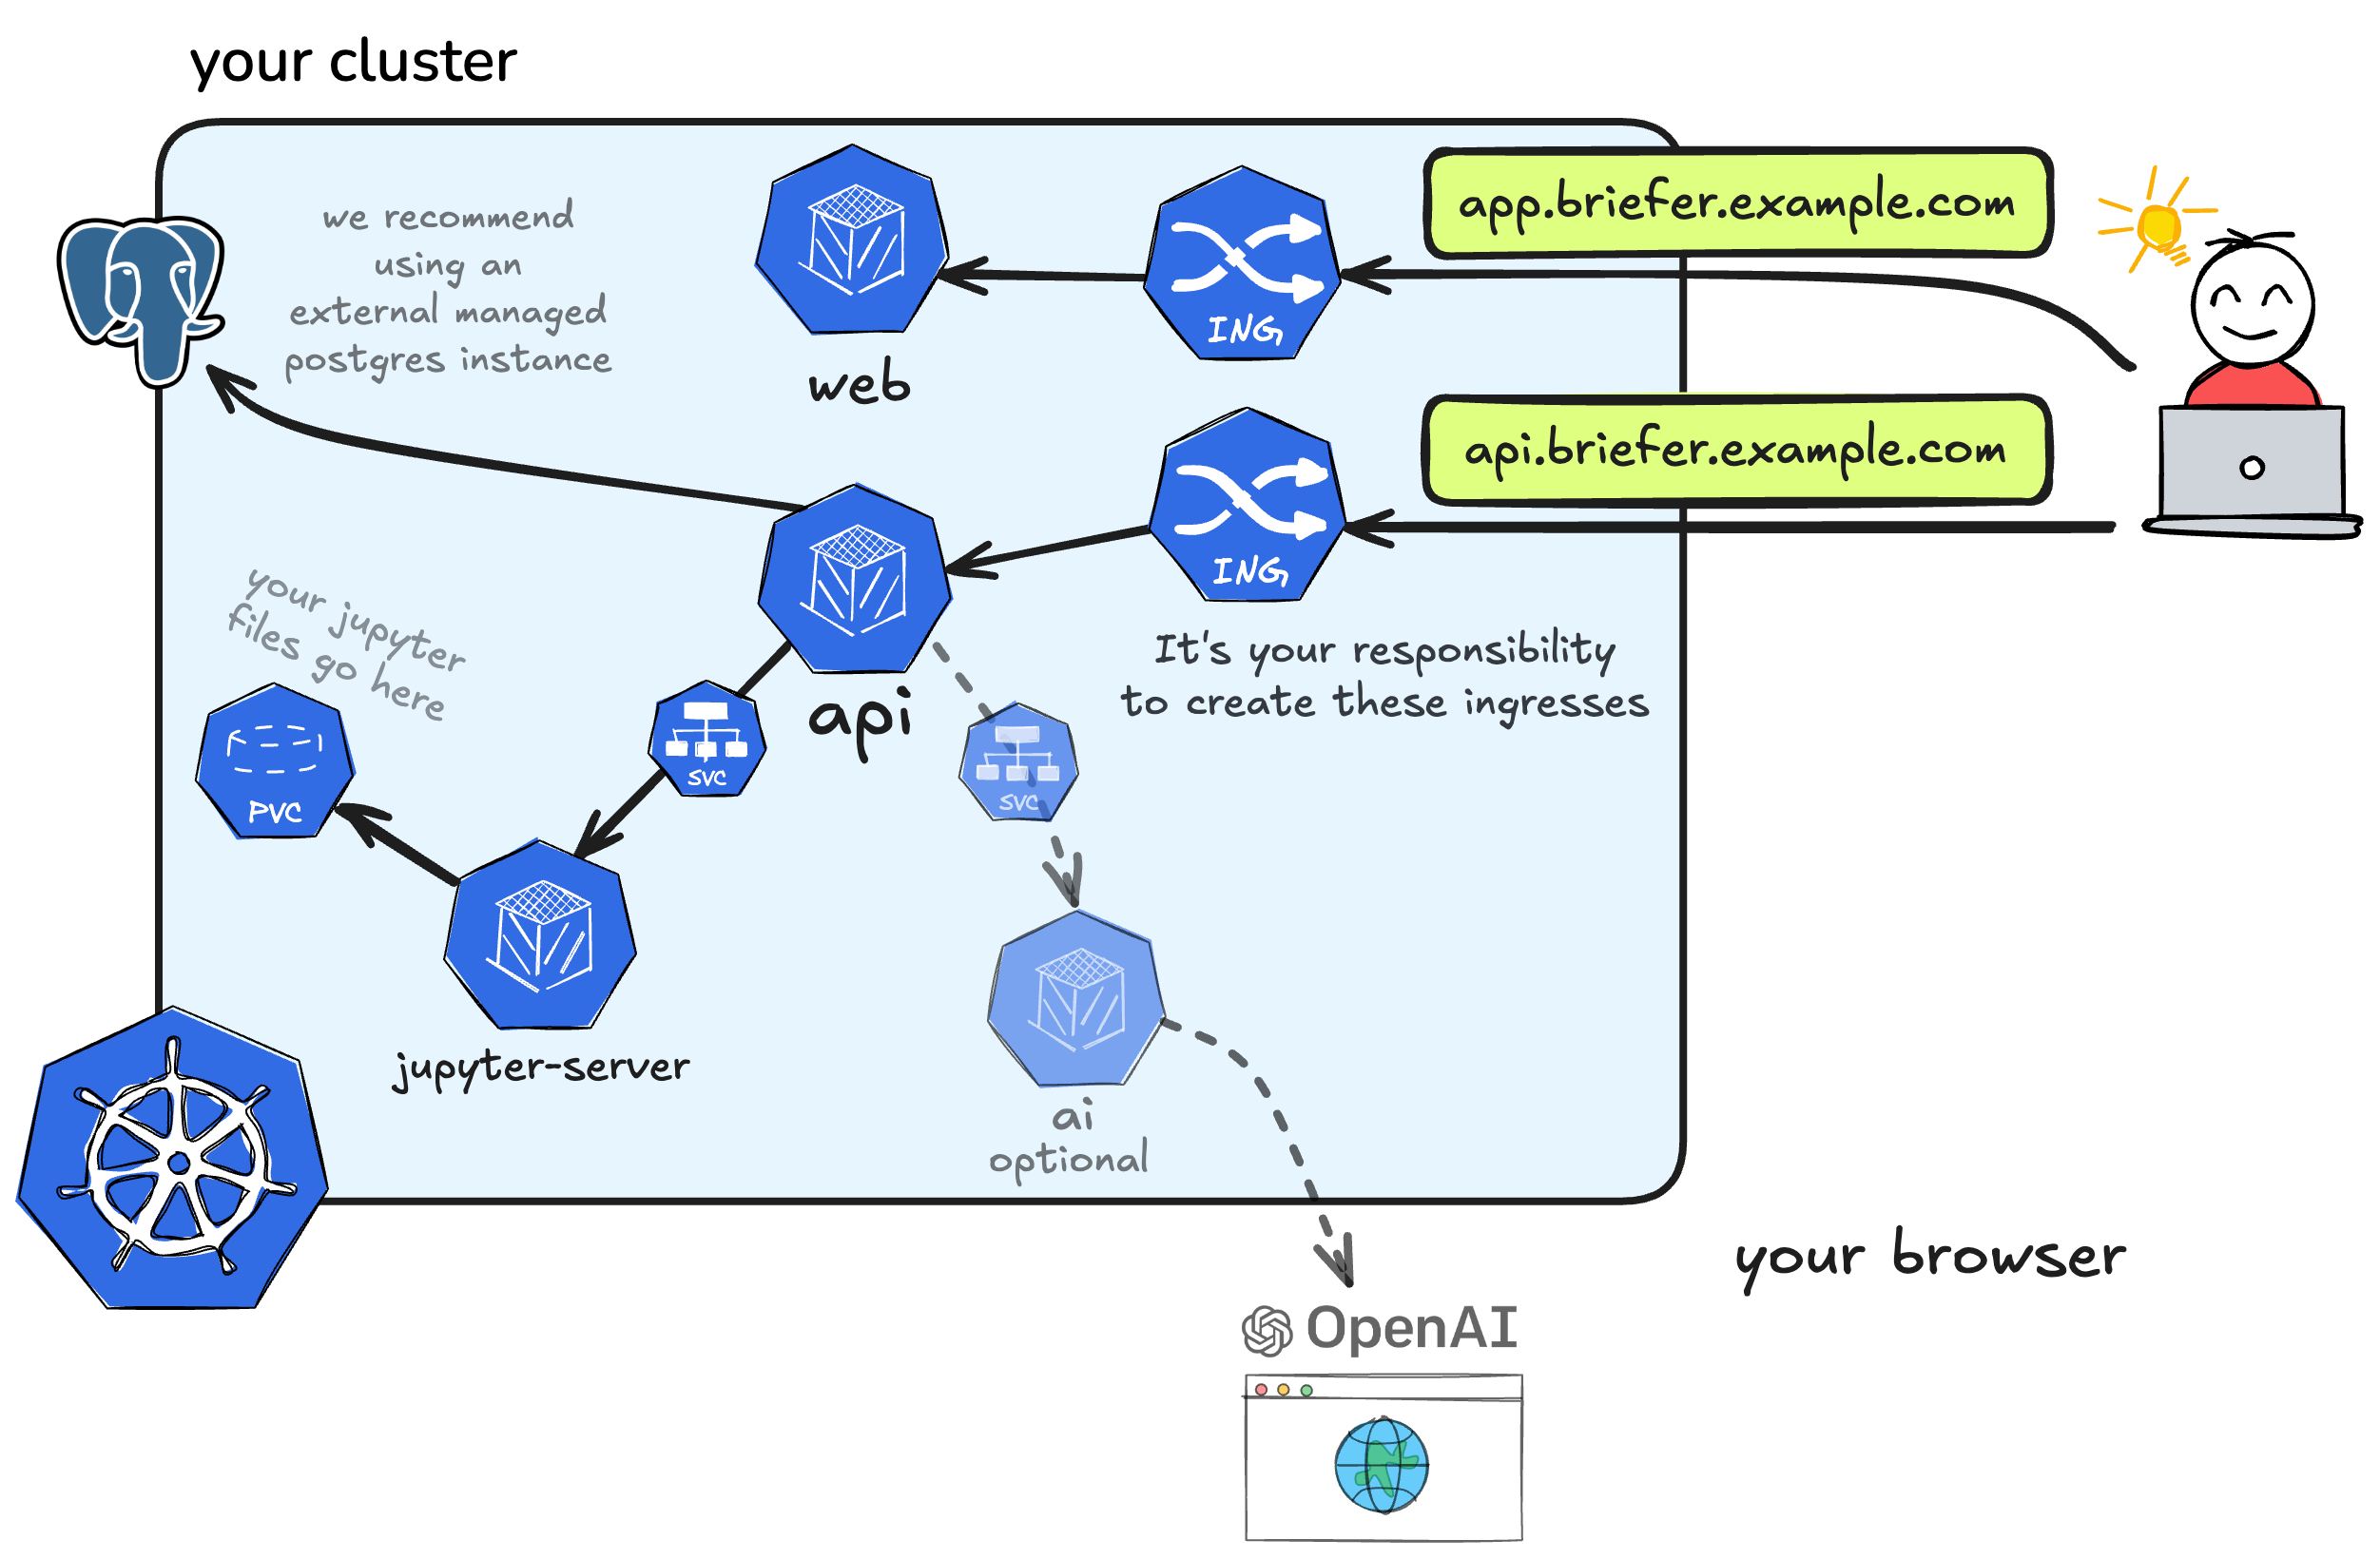 your cluster
we recommend
using an
external managed
postgres instance
web
ING
app.briefer.example.com
api.briefer.example.com
ING
api
It's your responsibility
to create these ingresses
your jupyter
files go here
PVC
svc
svc
jupyter-server
ai
optional
your browser
OpenAI